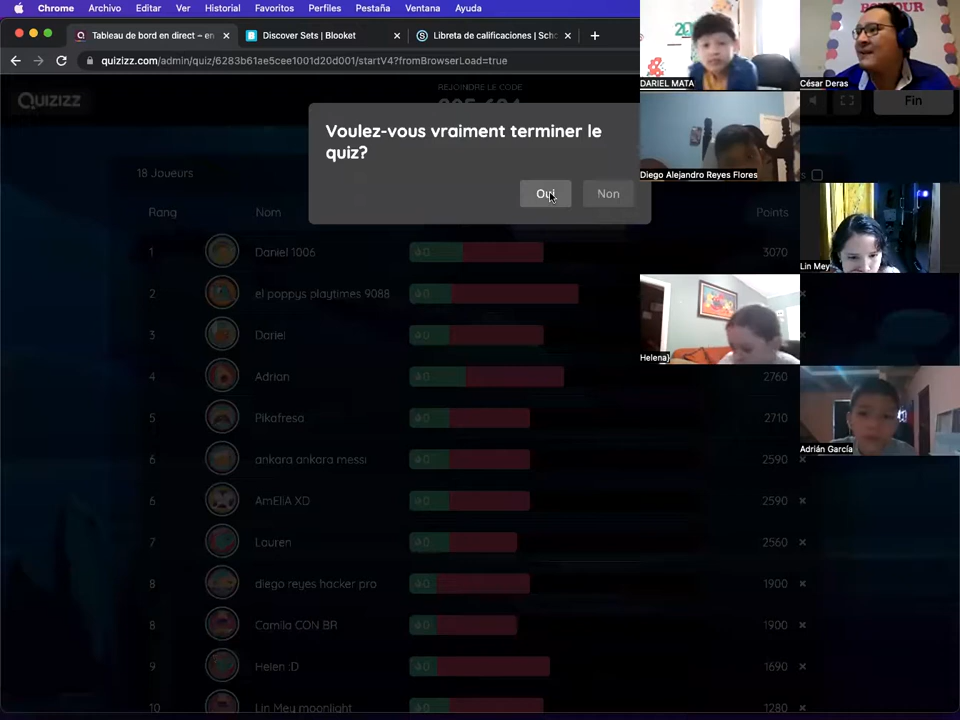 Chrome Archivo Editar Ver Historial Favoritos Perfiles Pestaña Ventana Ayuda
Tableau de bord en direct – en
Discover Sets | Blooket
Libreta de calificaciones | Scho
quizizz.com/admin/quiz/6283b61ae5cee1001d20d001/startV4?fromBrowserLoad=true
Quizizz
REJOINDRE LE CODE
Fin
Voulez-vous vraiment terminer le
quiz?
Oui
Non
18 Joueurs
Rang Nom Points
1 Daniel 1006 3070
2 el poppys playtimes 9088
3 Dariel
4 Adrian 2760
5 Pikafresa 2710
6 ankara ankara messi 2590
6 AmEliA XD 2590
7 Lauren 2560
8 diego reyes hacker pro 1900
8 Camila CON BR 1900
9 Helen :D 1690
10 Lin Mey moonlight 1280
DARIEL MATA
César Deras
Diego Alejandro Reyes Flores
Lin Mey
Helena}
Adrián García